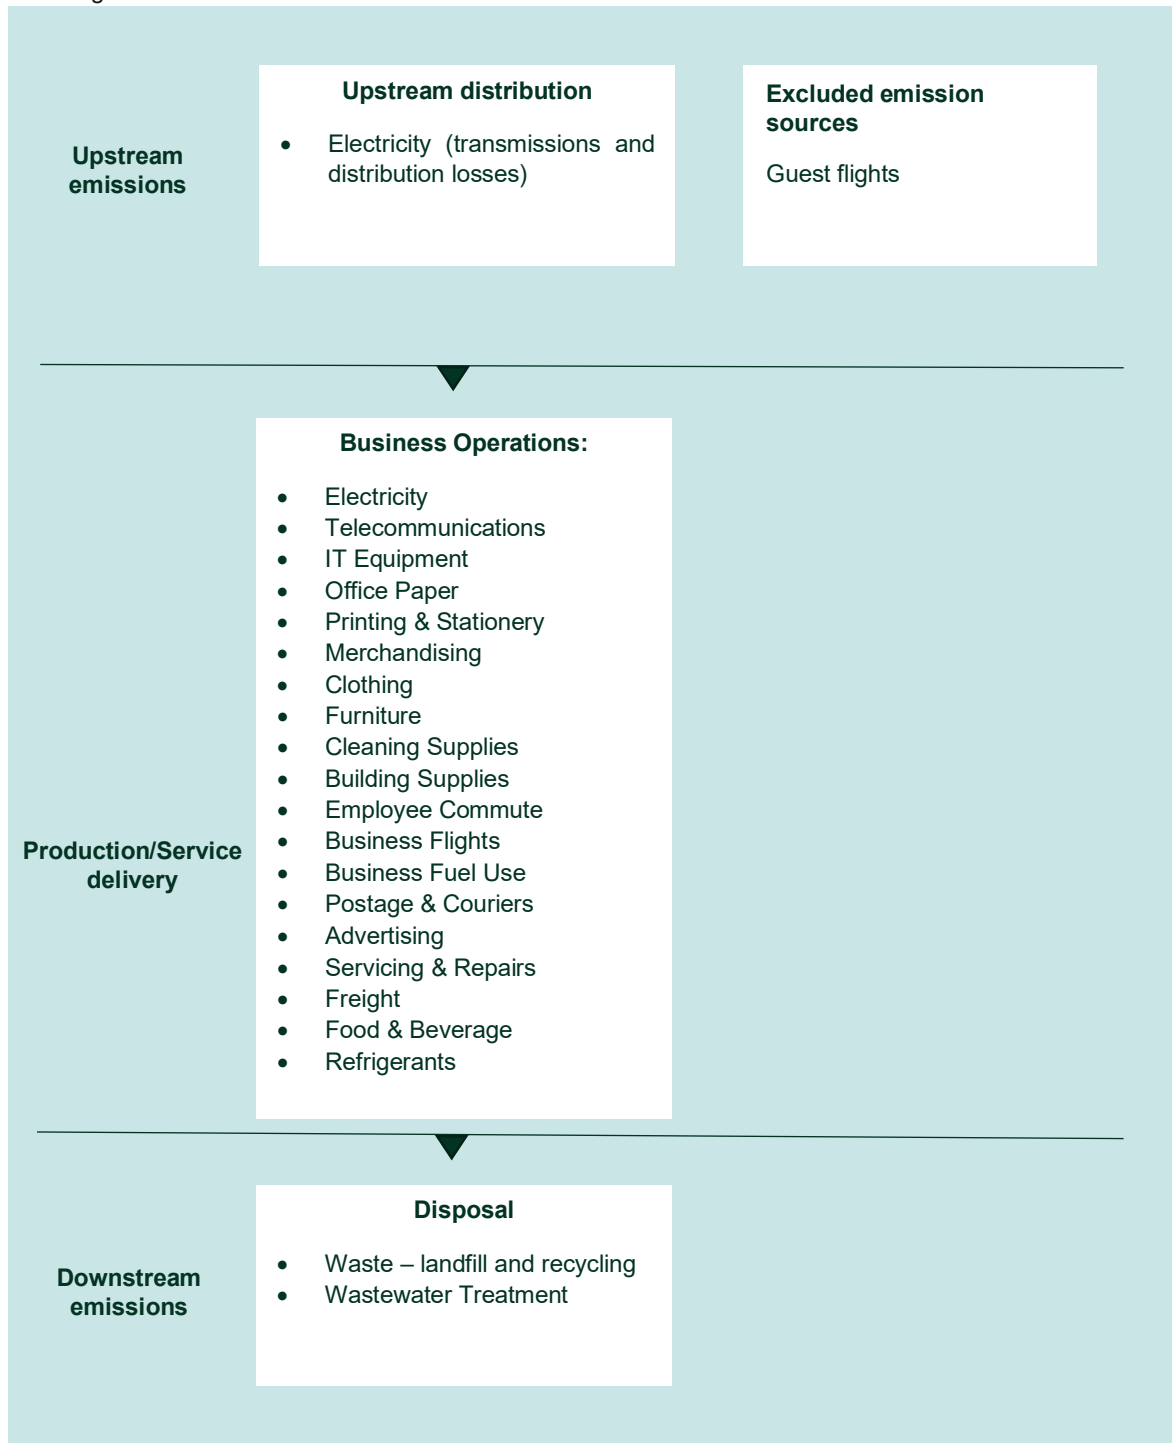 Upstream
emissions
Upstream distribution
• Electricity (transmissions and
distribution losses)
Excluded emission
sources
Guest flights
Production/Service
delivery
Business Operations:
• Electricity
• Telecommunications
• IT Equipment
• Office Paper
• Printing & Stationery
• Merchandising
• Clothing
• Furniture
• Cleaning Supplies
• Building Supplies
• Employee Commute
• Business Flights
• Business Fuel Use
• Postage & Couriers
• Advertising
• Servicing & Repairs
• Freight
• Food & Beverage
• Refrigerants
Downstream
emissions
Disposal
• Waste – landfill and recycling
• Wastewater Treatment